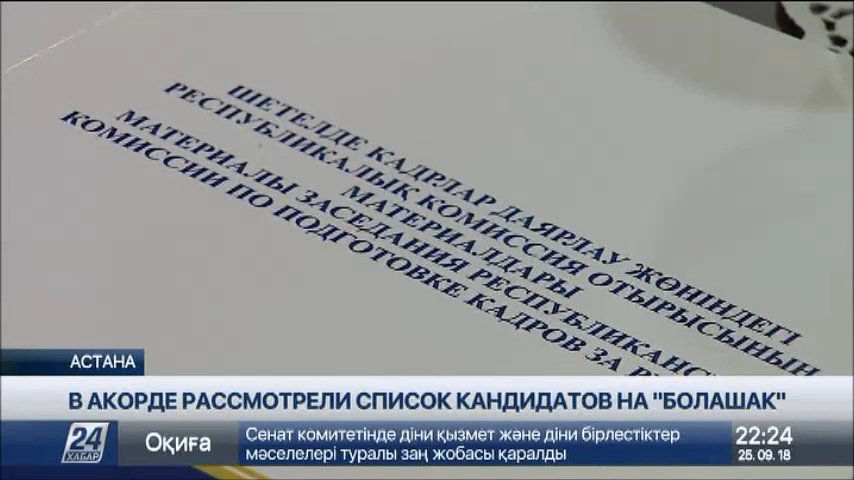 ШЕТЕЛДЕ КАДРЛАР ДАЯРЛАУ ЖӨНІНДЕГІ
РЕСПУБЛИКАЛЫҚ КОМИССИЯ ОТЫРЫСЫНЫҢ
МАТЕРИАЛДАРЫ
МАТЕРИАЛЫ ЗАСЕДАНИЯ РЕСПУБЛИКАНС
КОМИССИИ ПО ПОДГОТОВКЕ КАДРОВ ЗА
АСТАНА
В АКОРДЕ РАССМОТРЕЛИ СПИСОК КАНДИДАТОВ НА "БОЛАШАК"
24
ХАБАР
Оқиға
Сенат комитетінде діни қызмет және діни бірлестіктер
мәселелері туралы заң жобасы қаралды
22:24
25.09.18